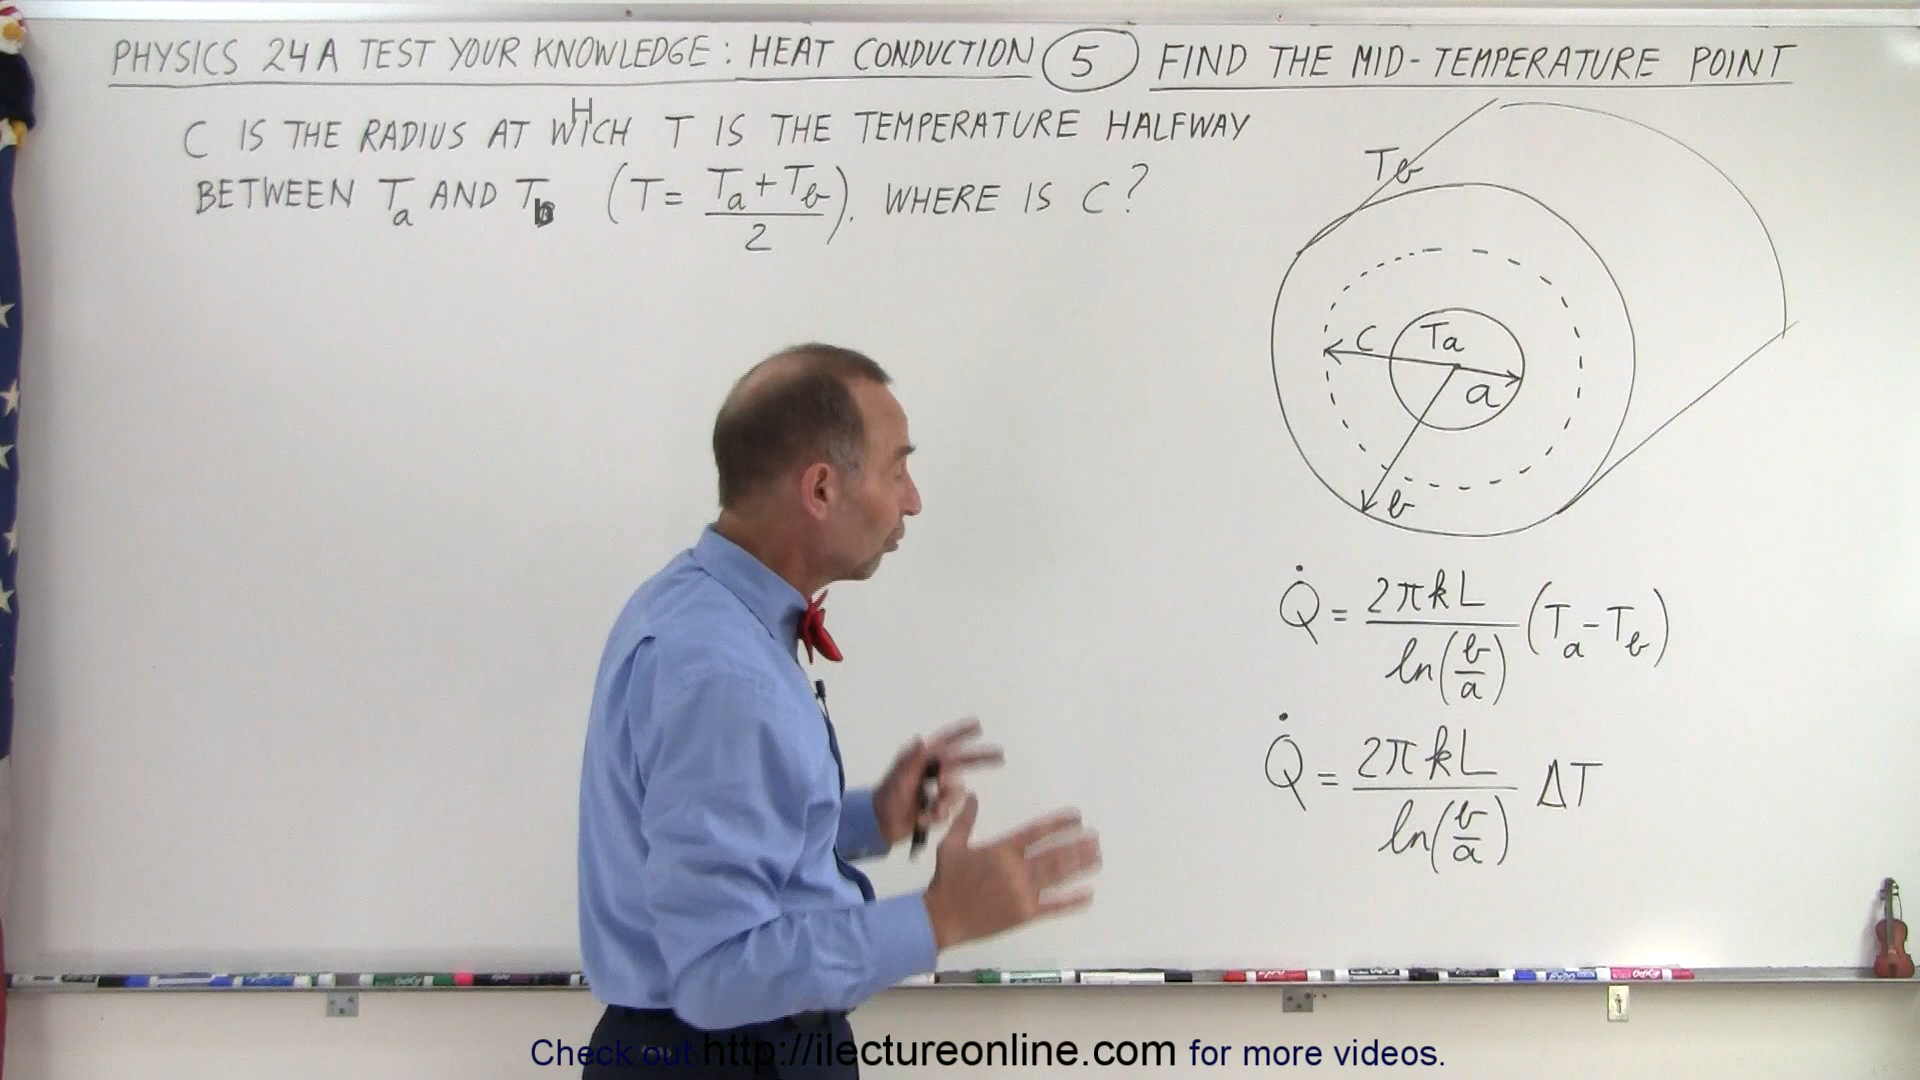 PHYSICS 24A TEST YOUR KNOWLEDGE: HEAT CONDUCTION 5 FIND THE MID-TEMPERATURE POINT
C IS THE RADIUS AT WHICH T IS THE TEMPERATURE HALFWAY
BETWEEN Ta AND Tb (T = (Ta + Tb)/2). WHERE IS C?
Tb
C Ta
a
b
Q̇ = 2πkL / ln(b/a) (Ta - Tb)
Q̇ = 2πkL / ln(b/a) ΔT
Check out http://ilectureonline.com for more videos.